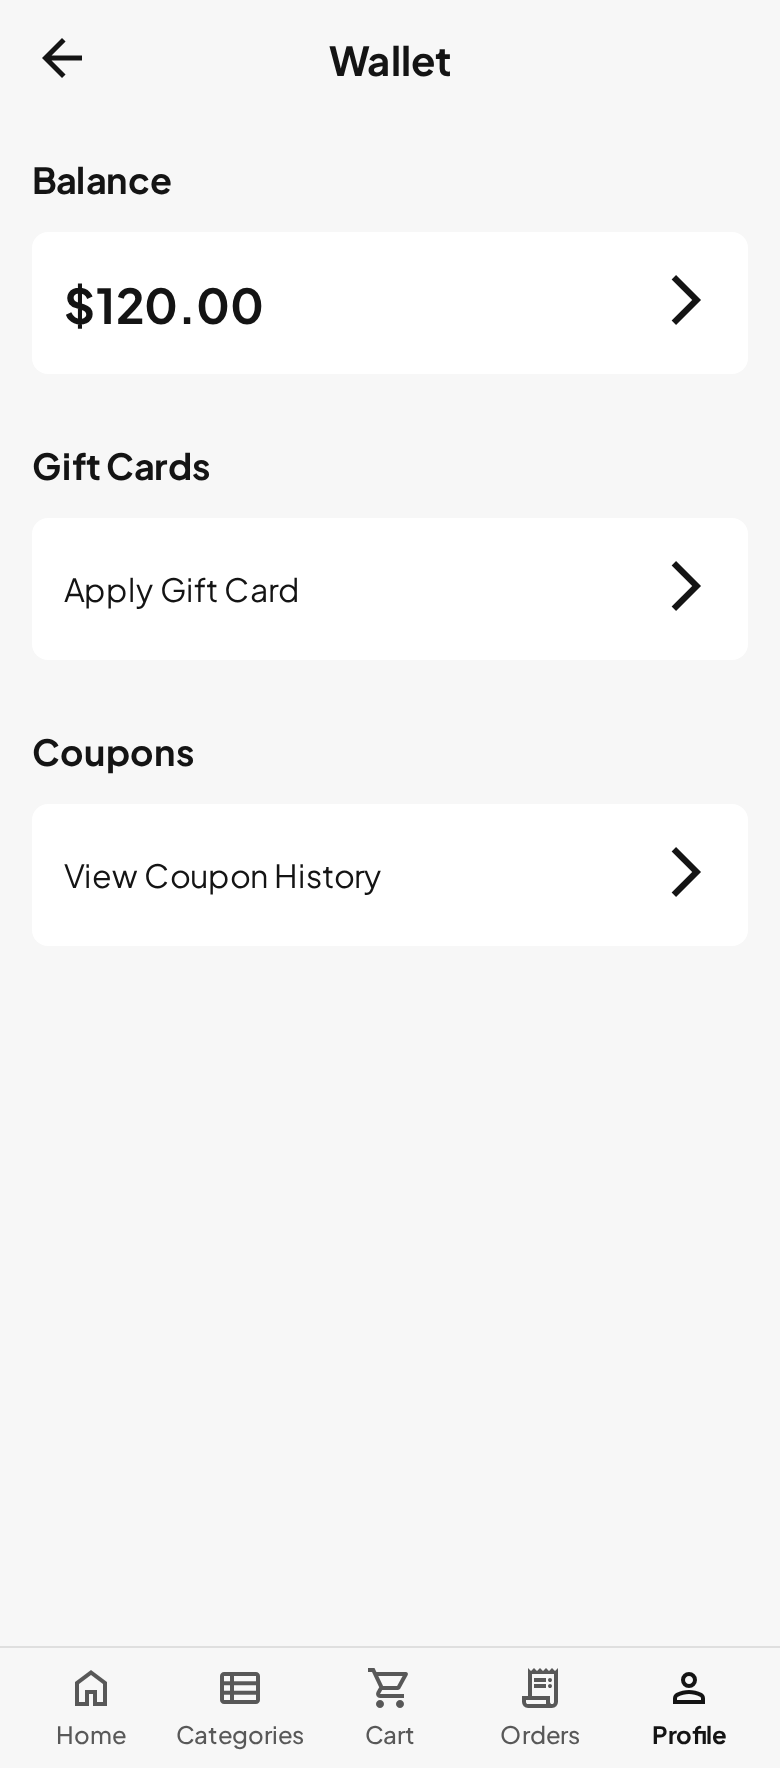 Wallet
Balance
$120.00
Gift Cards
Apply Gift Card
Coupons
View Coupon History
Home
Categories
Cart
Orders
Profile